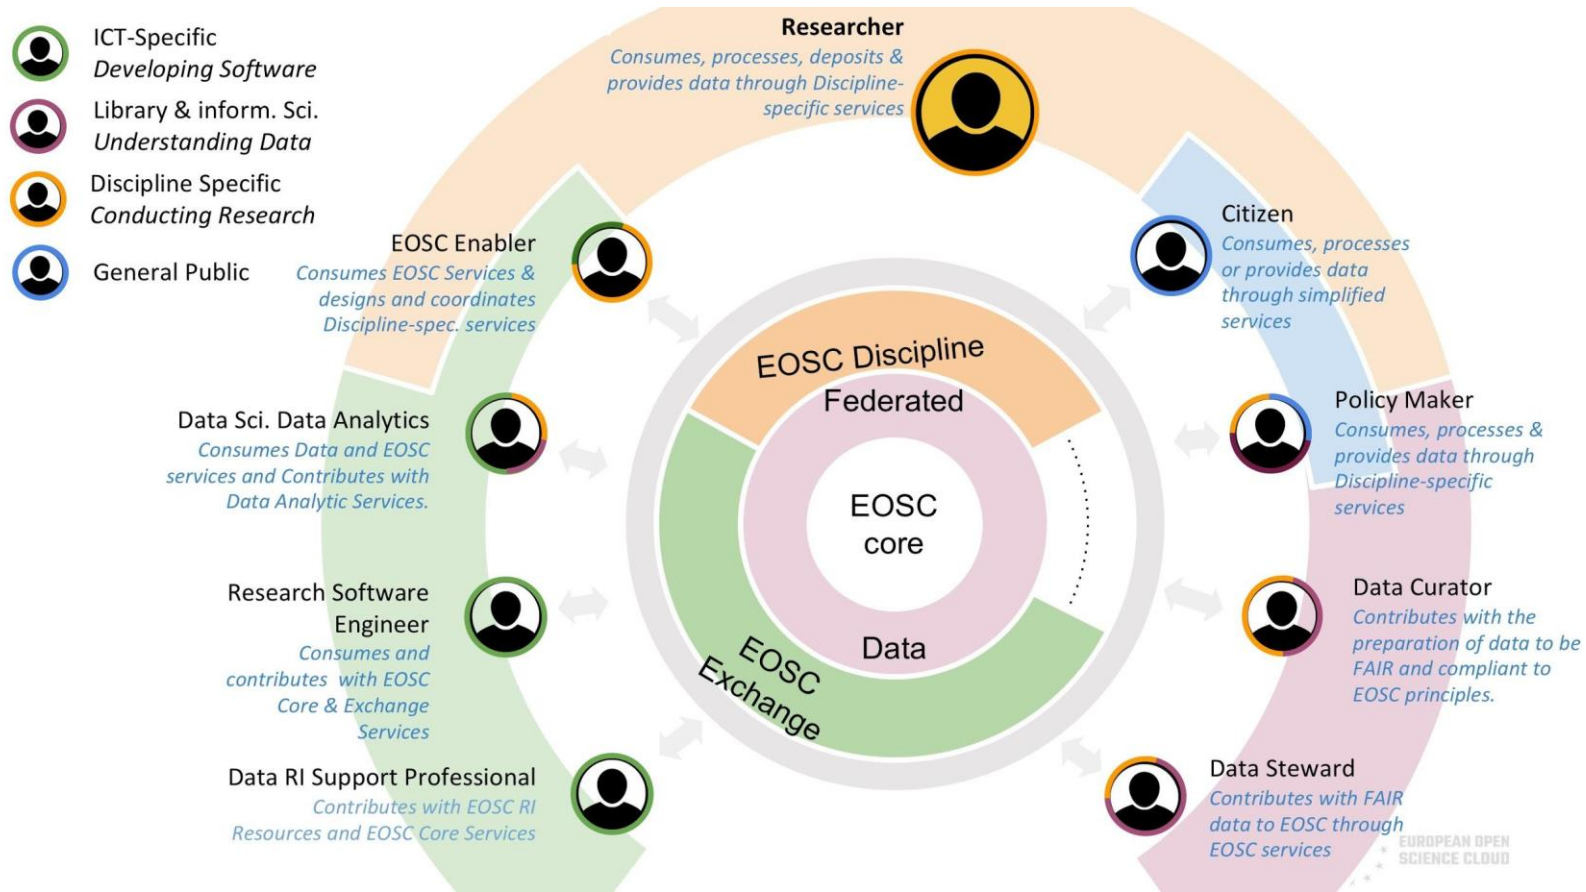 ICT-Specific
Developing Software
Library & inform. Sci.
Understanding Data
Discipline Specific
Conducting Research
General Public
Researcher
Consumes, processes, deposits &
provides data through Discipline-
specific services
EOSC Enabler
Consumes EOSC Services &
designs and coordinates
Discipline-spec. services
Citizen
Consumes, processes
or provides data
through simplified
services
Data Sci. Data Analytics
Consumes Data and EOSC
services and Contributes with
Data Analytic Services.
Policy Maker
Consumes, processes &
provides data through
Discipline-specific
services
EOSC Discipline
Federated
EOSC
core
Data
EOSC
Exchange
Research Software
Engineer
Consumes and
contributes with EOSC
Core & Exchange
Services
Data Curator
Contributes with the
preparation of data to be
FAIR and compliant to
EOSC principles.
Data RI Support Professional
Contributes with EOSC RI
Resources and EOSC Core Services
Data Steward
Contributes with FAIR
data to EOSC through
EOSC services
EUROPEAN OPEN
SCIENCE CLOUD